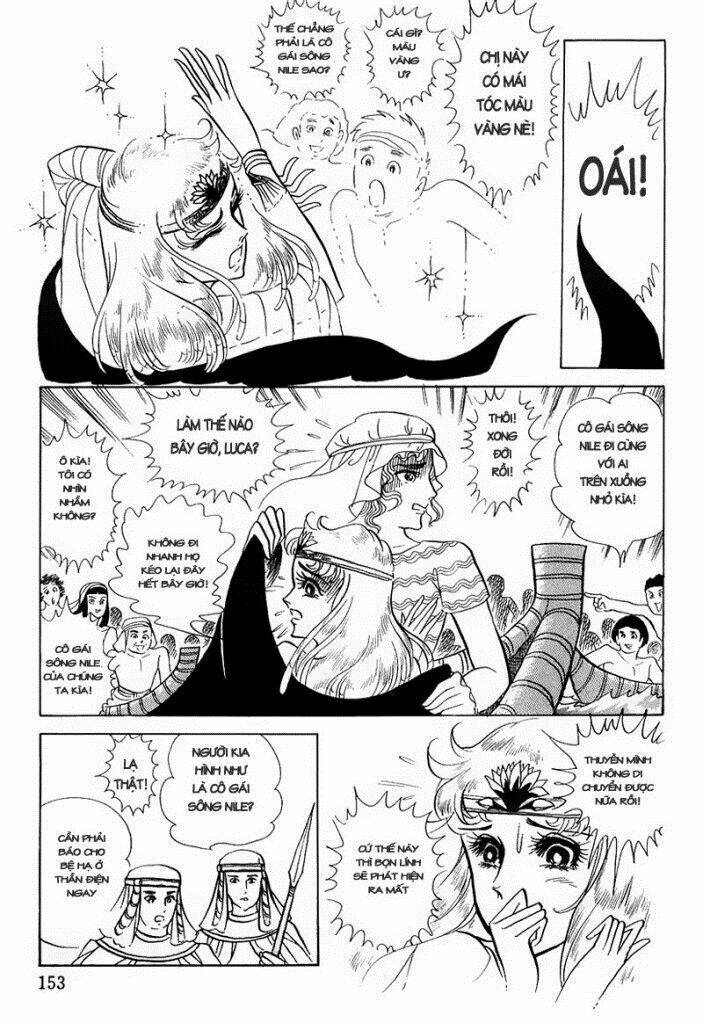 OÁI!
CHỊ NÀY
CÓ MÁI
TÓC MÀU
VÀNG NÈ!
CÁI GÌ?
MÀU
VÀNG
Ư?
THẾ CHẲNG
PHẢI LÀ CÔ
GÁI SÔNG
NILE SAO?
CÔ GÁI SÔNG
NILE ĐI CÙNG
VỚI AI
TRÊN XUỒNG
NHỎ KÌA!
THÔI!
XONG
ĐỜI
RỒI!
LÀM THẾ NÀO
BÂY GIỜ, LUCA?
Ô KÌA!
TÔI CÓ
NHÌN
NHẦM
KHÔNG?
KHÔNG ĐI
NHANH HỌ
KÉO LẠI ĐÂY
HẾT BÂY GIỜ!
CÔ GÁI
SÔNG NILE
CỦA CHÚNG
TA KÌA!
THUYỀN MÌNH
KHÔNG DI
CHUYỂN ĐƯỢC
NỮA RỒI!
CỨ THẾ NÀY
THÌ BỌN LÍNH
SẼ PHÁT HIỆN
RA MẤT
NGƯỜI KIA
HÌNH NHƯ
LÀ CÔ GÁI
SÔNG NILE?
LẠ
THẬT!
CẦN PHẢI
BÁO CHO
BỆ HẠ Ở
THẦN ĐIỆN
NGAY
153